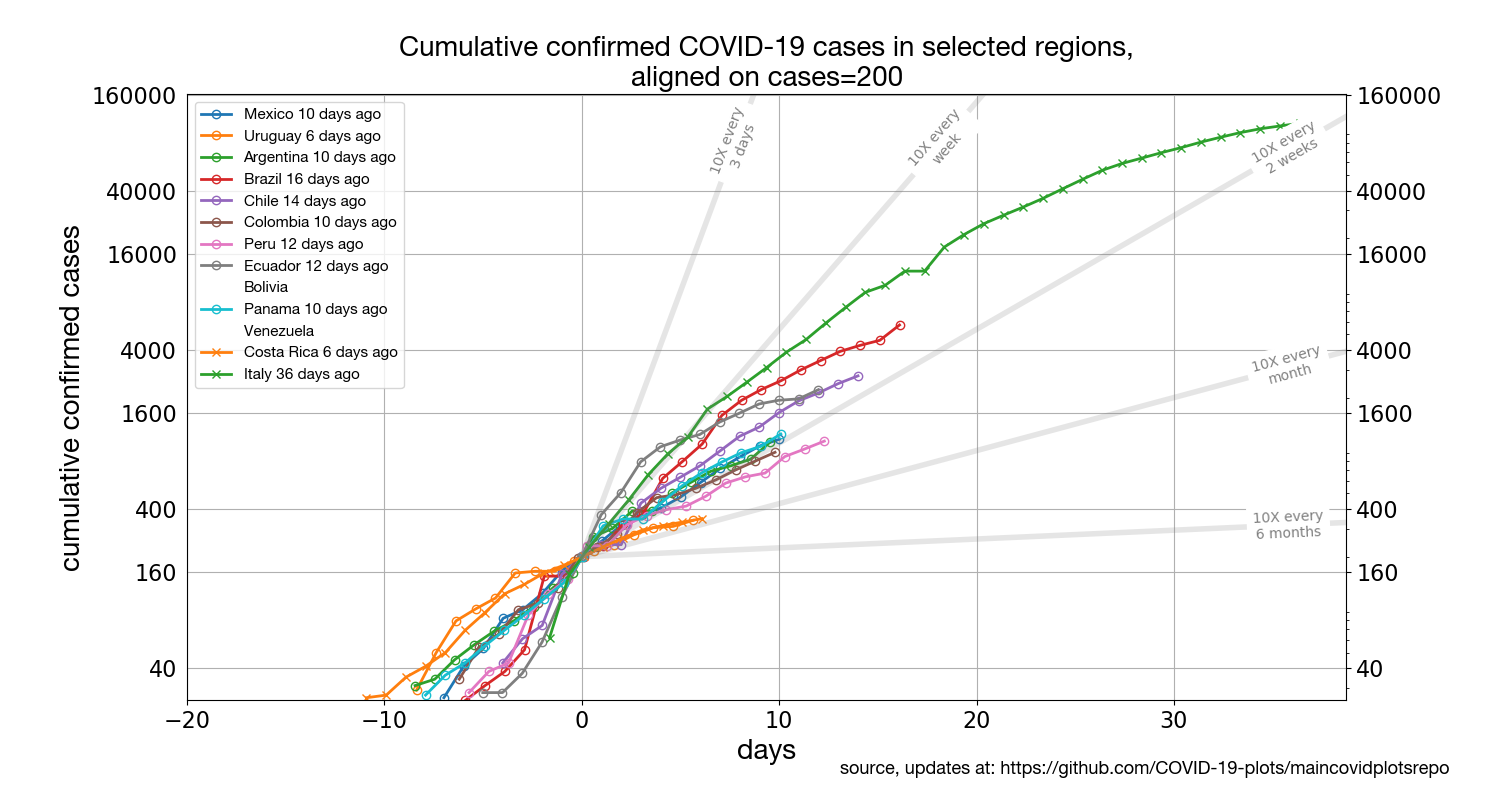 Cumulative confirmed COVID-19 cases in selected regions,
aligned on cases=200
160000
40000
16000
4000
1600
400
160
40
cumulative confirmed cases
Mexico 10 days ago
Uruguay 6 days ago
Argentina 10 days ago
Brazil 16 days ago
Chile 14 days ago
Colombia 10 days ago
Peru 12 days ago
Ecuador 12 days ago
Bolivia
Panama 10 days ago
Venezuela
Costa Rica 6 days ago
Italy 36 days ago
10X every
3 days
10X every
week
10X every
2 weeks
10X every
month
10X every
6 months
160000
40000
16000
4000
1600
400
160
40
−20
−10
0
10
20
30
days
source, updates at: https://github.com/COVID-19-plots/maincovidplotsrepo